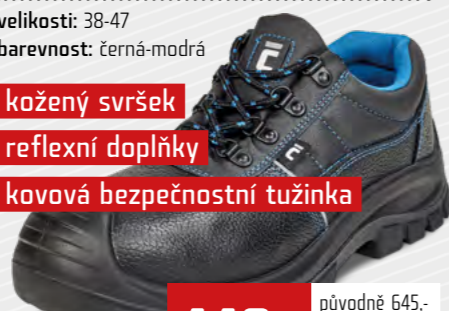 velikosti: 38-47
barevnost: černá-modrá
kožený svršek
reflexní doplňky
kovová bezpečnostní tužinka
původně 645,-